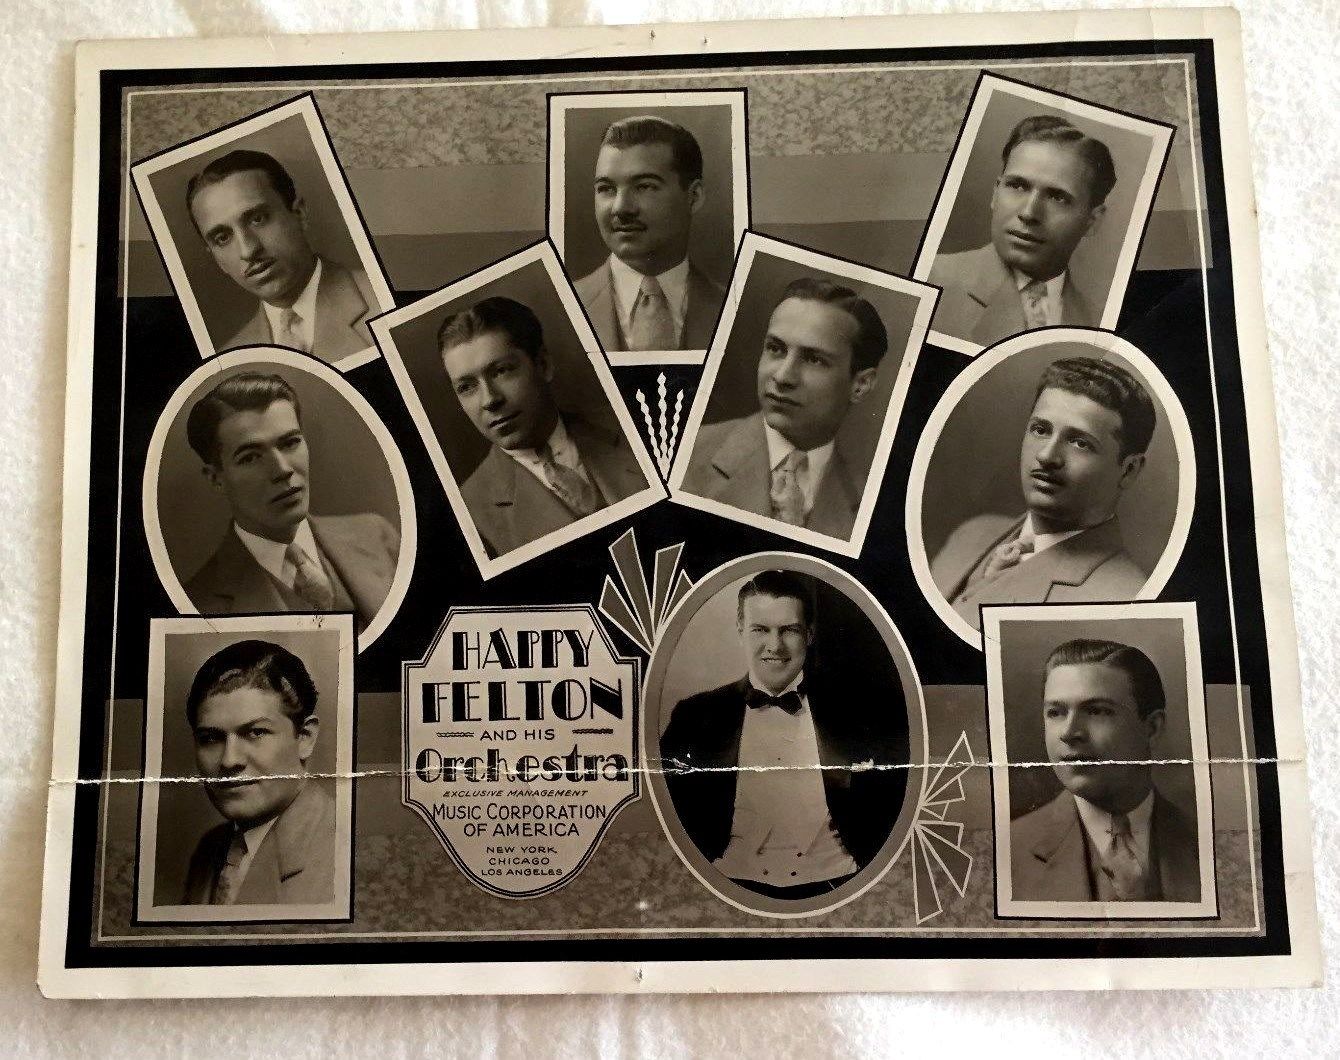 HAPPY
FELTON
AND HIS
Orchestra
EXCLUSIVE MANAGEMENT
MUSIC CORPORATION
OF AMERICA
NEW YORK
CHICAGO
LOS ANGELES